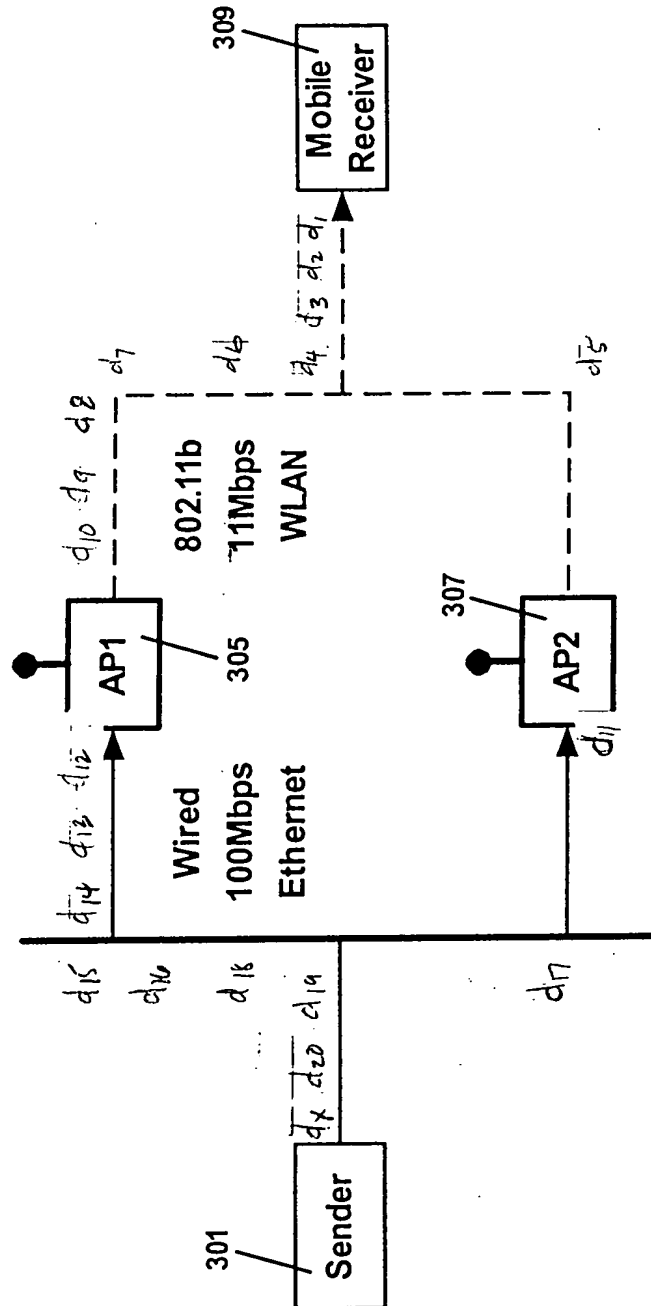 d15 d14 d13 d12
AP1
d10 d9 d8
d7
d16
305
Wired
100Mbps
Ethernet
802.11b
11Mbps
WLAN
d18
d6
301
Sender
dx d20 d19
d4 d3 d2 d1
309
Mobile
Receiver
307
AP2
d17
d11
d5